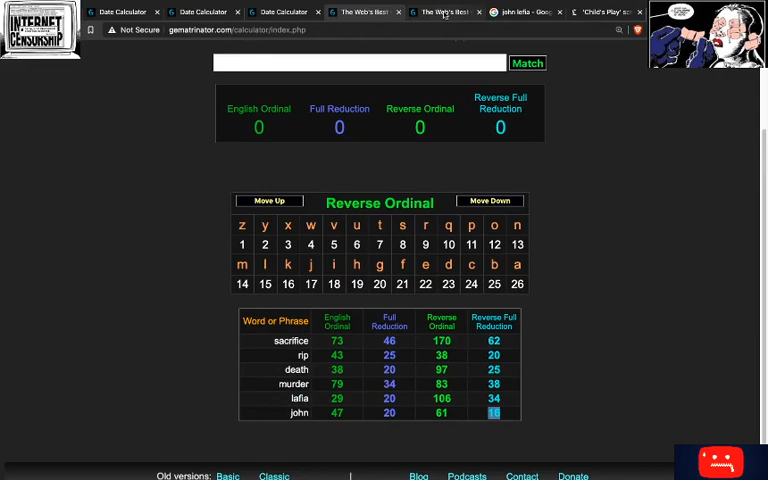 INTERNET
CENSORSHIP
Date Calculator
Date Calculator
Date Calculator
The Web's Best
The Web's Best
john lefia - Goog
'Child's Play' sc
Not Secure | gematrinator.com/calculator/index.php
Match
English Ordinal Full Reduction Reverse Ordinal Reverse Full Reduction
0 0 0 0
Move Up Reverse Ordinal Move Down
z y x w v u t s r q p o n
1 2 3 4 5 6 7 8 9 10 11 12 13
m l k j i h g f e d c b a
14 15 16 17 18 19 20 21 22 23 24 25 26
Word or Phrase English Ordinal Full Reduction Reverse Ordinal Reverse Full Reduction
sacrifice 73 46 170 62
rip 43 25 38 20
death 38 20 97 25
murder 79 34 83 38
lafia 29 20 106 34
john 47 20 61 16
Old versions: Basic Classic | Blog Podcasts Contact Donate